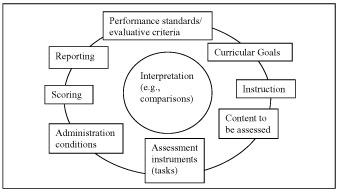 Performance standards/
evaluative criteria
Curricular Goals
Instruction
Content to
be assessed
Assessment
instruments
(tasks)
Administration
conditions
Scoring
Reporting
Interpretation
(e.g.,
comparisons)